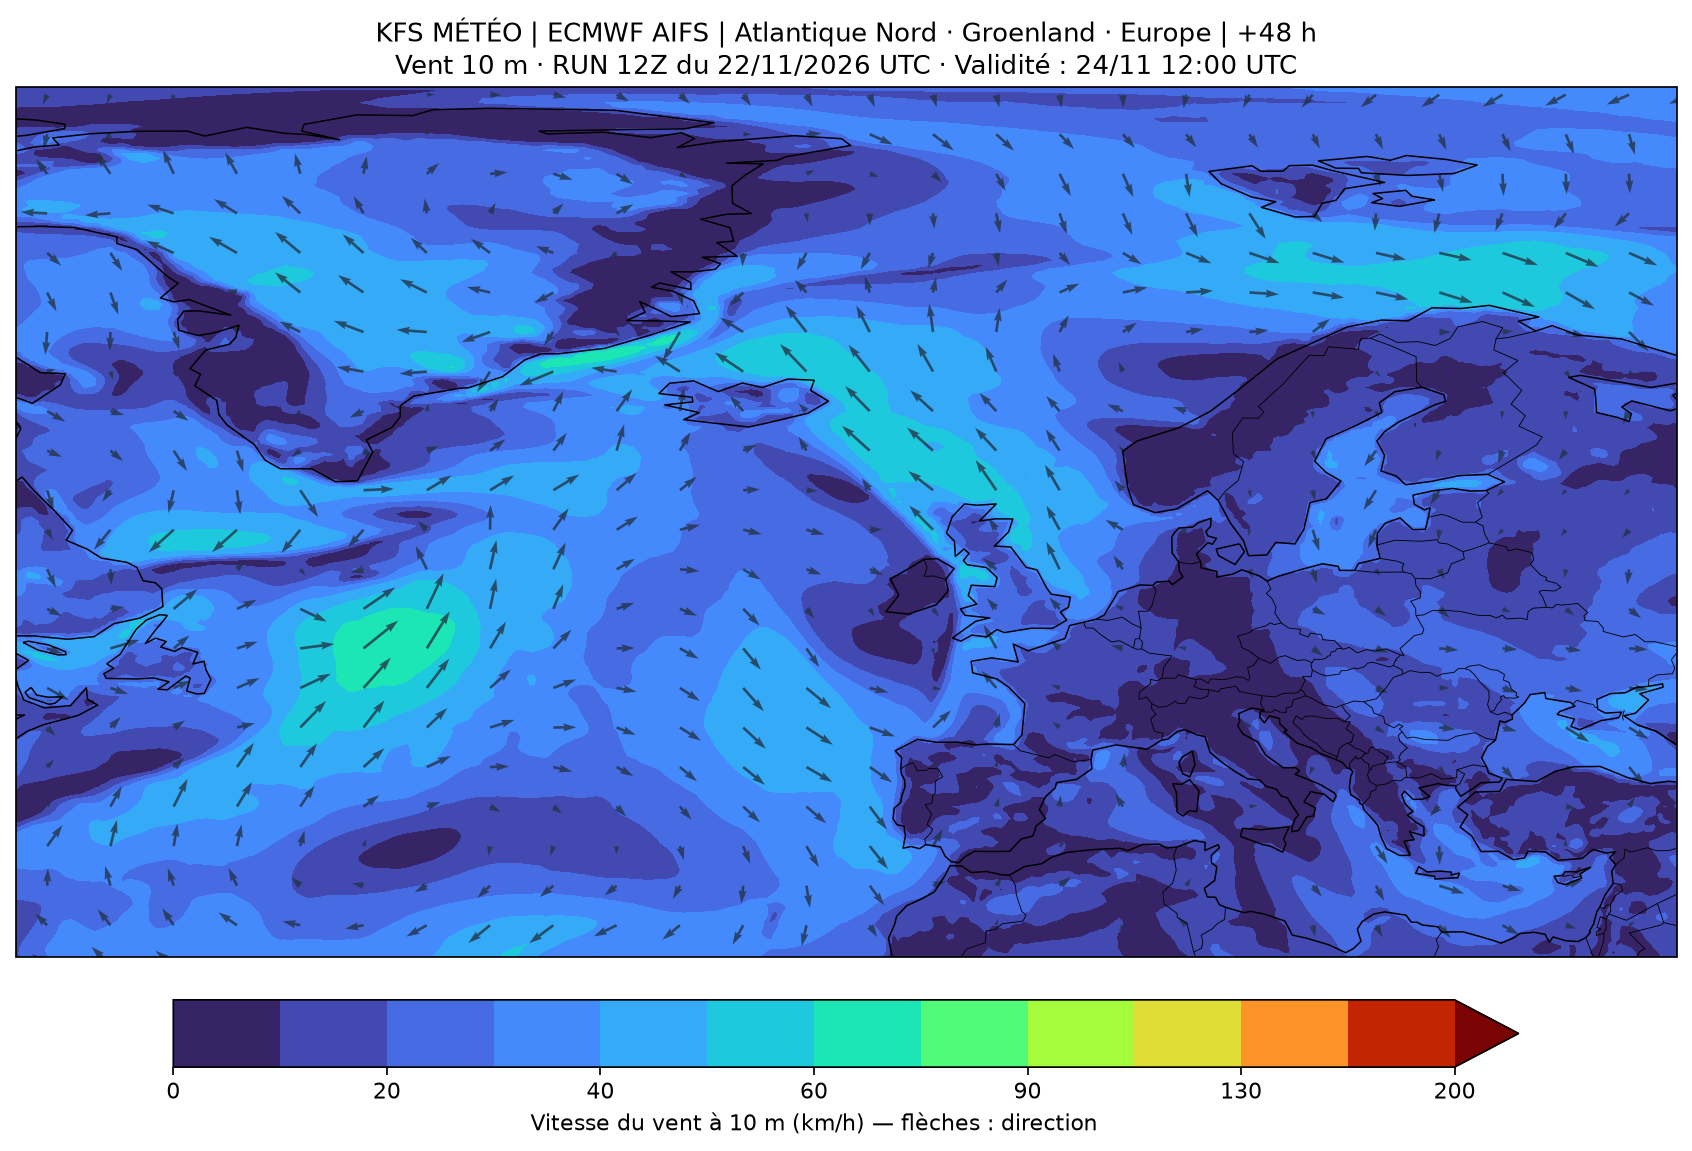 KFS MÉTÉO | ECMWF AIFS | Atlantique Nord · Groenland · Europe | +48 h
Vent 10 m · RUN 12Z du 22/11/2026 UTC · Validité : 24/11 12:00 UTC
0 20 40 60 90 130 200
Vitesse du vent à 10 m (km/h) — flèches : direction